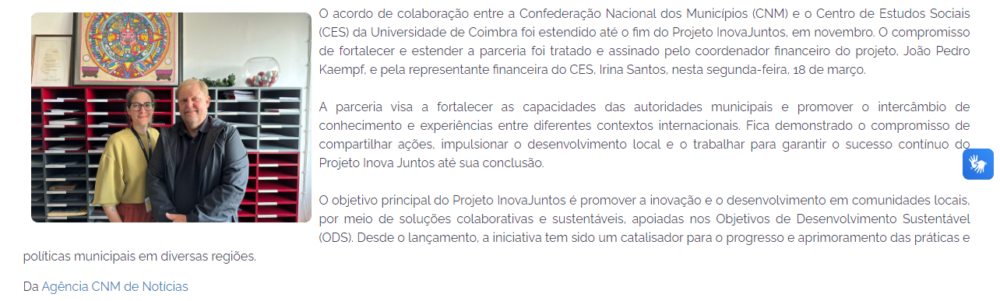 O acordo de colaboração entre a Confederação Nacional dos Municípios (CNM) e o Centro de Estudos Sociais
(CES) da Universidade de Coimbra foi estendido até o fim do Projeto InovaJuntos, em novembro. O compromisso
de fortalecer e estender a parceria foi tratado e assinado pelo coordenador financeiro do projeto, João Pedro
Kaempf, e pela representante financeira do CES, Irina Santos, nesta segunda-feira, 18 de março.
A parceria visa a fortalecer as capacidades das autoridades municipais e promover o intercâmbio de
conhecimento e experiências entre diferentes contextos internacionais. Fica demonstrado o compromisso de
compartilhar ações, impulsionar o desenvolvimento local e o trabalhar para garantir o sucesso contínuo do
Projeto Inova Juntos até sua conclusão.
O objetivo principal do Projeto InovaJuntos é promover a inovação e o desenvolvimento em comunidades locais,
por meio de soluções colaborativas e sustentáveis, apoiadas nos Objetivos de Desenvolvimento Sustentável
(ODS). Desde o lançamento, a iniciativa tem sido um catalisador para o progresso e aprimoramento das práticas e
políticas municipais em diversas regiões.
Da Agência CNM de Notícias